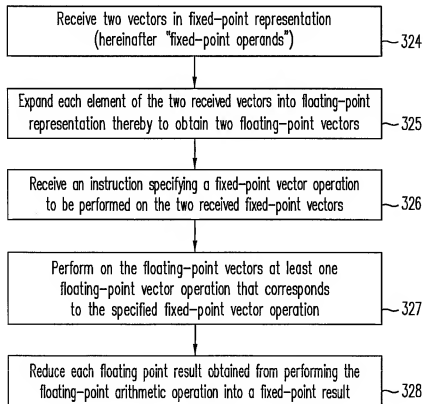 Receive two vectors in fixed-point representation
(hereinafter "fixed-point operands")
324
Expand each element of the two received vectors into floating-point
representation thereby to obtain two floating-point vectors
325
Receive an instruction specifying a fixed-point vector operation
to be performed on the two received fixed-point vectors
326
Perform on the floating-point vectors at least one
floating-point vector operation that corresponds
to the specified fixed-point vector operation
327
Reduce each floating point result obtained from performing the
floating-point arithmetic operation into a fixed-point result
328